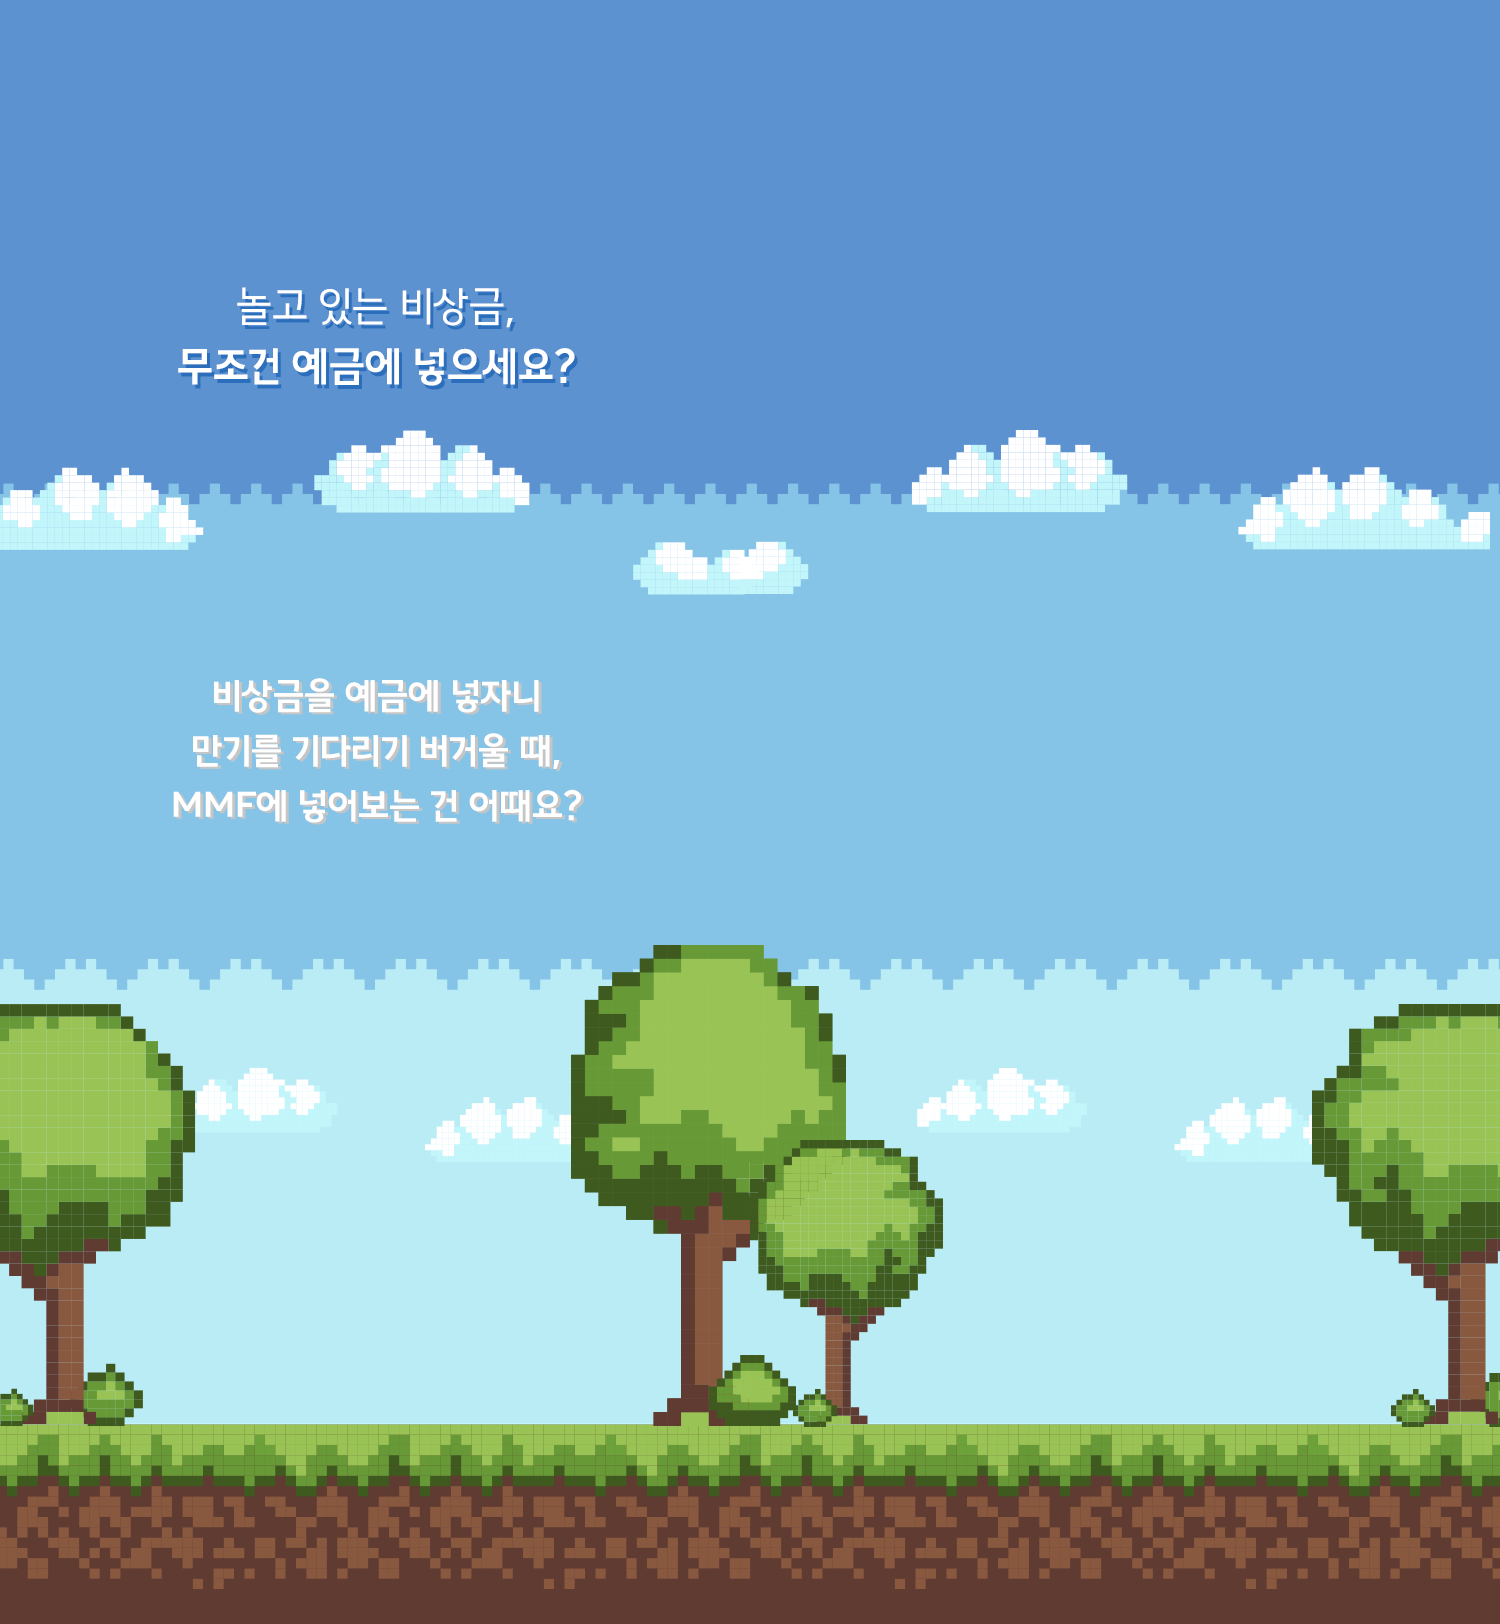 놀고 있는 비상금,
무조건 예금에 넣으세요?
비상금을 예금에 넣자니
만기를 기다리기 버거울 때,
MMF에 넣어보는 건 어때요?